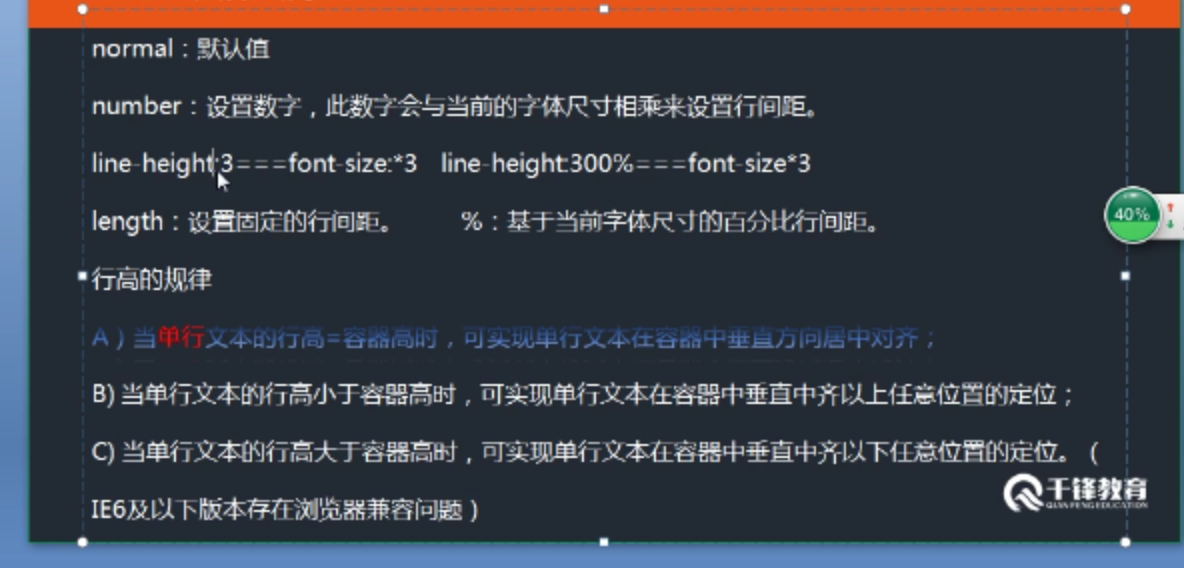 normal：默认值
number：设置数字，此数字会与当前的字体尺寸相乘来设置行间距。
line-height:3===font-size:*3 line-height:300%===font-size*3
length：设置固定的行间距。 %：基于当前字体尺寸的百分比行间距。
40%
行高的规律
A）当单行文本的行高=容器高时，可实现单行文本在容器中垂直方向居中对齐；
B) 当单行文本的行高小于容器高时，可实现单行文本在容器中垂直中齐以上任意位置的定位；
C) 当单行文本的行高大于容器高时，可实现单行文本在容器中垂直中齐以下任意位置的定位。（
IE6及以下版本存在浏览器兼容问题）
千锋教育
QIANFENG EDUCATION